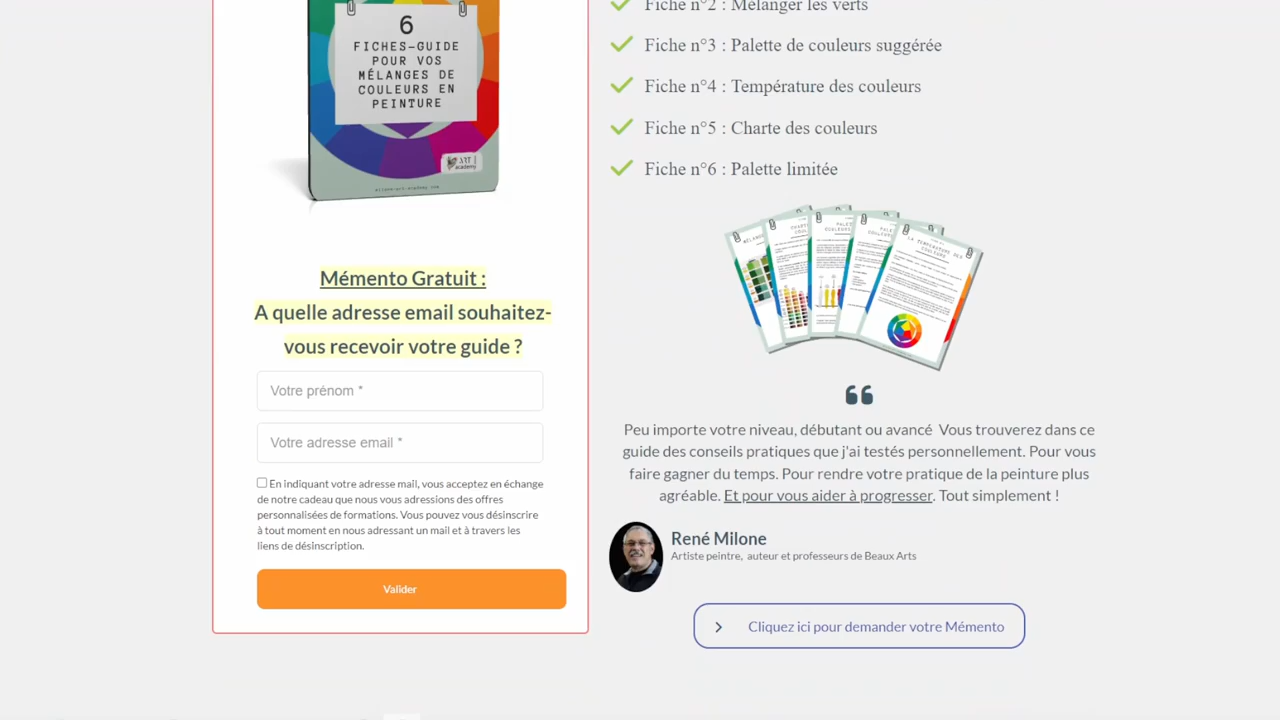 6
FICHES-GUIDE
POUR VOS
MÉLANGES DE
COULEURS EN
PEINTURE
ART
academy
Mémento Gratuit :
A quelle adresse email souhaitez-
vous recevoir votre guide ?
Votre prénom *
Votre adresse email *
En indiquant votre adresse mail, vous acceptez en échange
de notre cadeau que nous vous adressions des offres
personnalisées de formations. Vous pouvez vous désinscrire
à tout moment en nous adressant un mail et à travers les
liens de désinscription.
Valider
Fiche n°2 : Mélanger les verts
Fiche n°3 : Palette de couleurs suggérée
Fiche n°4 : Température des couleurs
Fiche n°5 : Charte des couleurs
Fiche n°6 : Palette limitée
LA TEMPÉRATURE DES
COULEURS
Peu importe votre niveau, débutant ou avancé  Vous trouverez dans ce
guide des conseils pratiques que j'ai testés personnellement. Pour vous
faire gagner du temps. Pour rendre votre pratique de la peinture plus
agréable. Et pour vous aider à progresser. Tout simplement !
René Milone
Artiste peintre,  auteur et professeurs de Beaux Arts
Cliquez ici pour demander votre Mémento